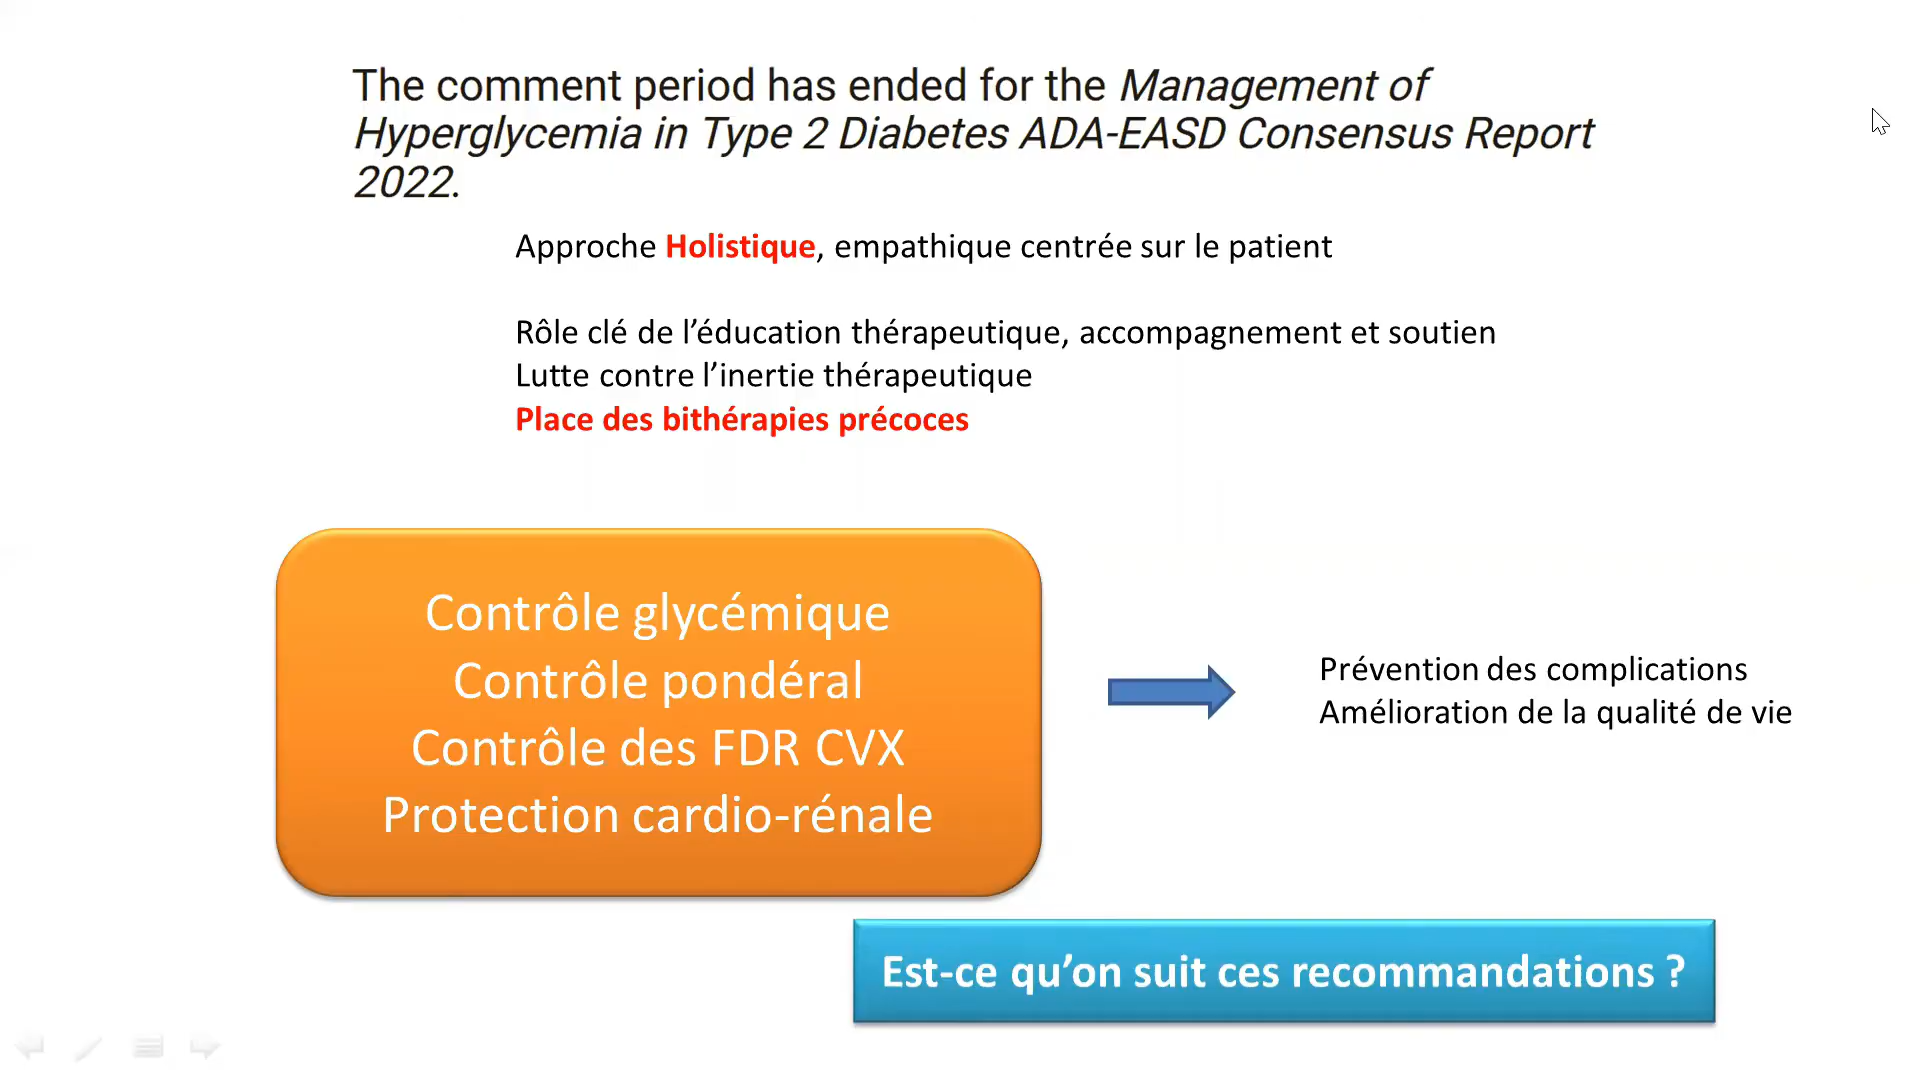 The comment period has ended for the Management of
Hyperglycemia in Type 2 Diabetes ADA-EASD Consensus Report
2022.
Approche Holistique, empathique centrée sur le patient
Rôle clé de l’éducation thérapeutique, accompagnement et soutien
Lutte contre l’inertie thérapeutique
Place des bithérapies précoces
Contrôle glycémique
Contrôle pondéral
Contrôle des FDR CVX
Protection cardio-rénale
Prévention des complications
Amélioration de la qualité de vie
Est-ce qu’on suit ces recommandations ?